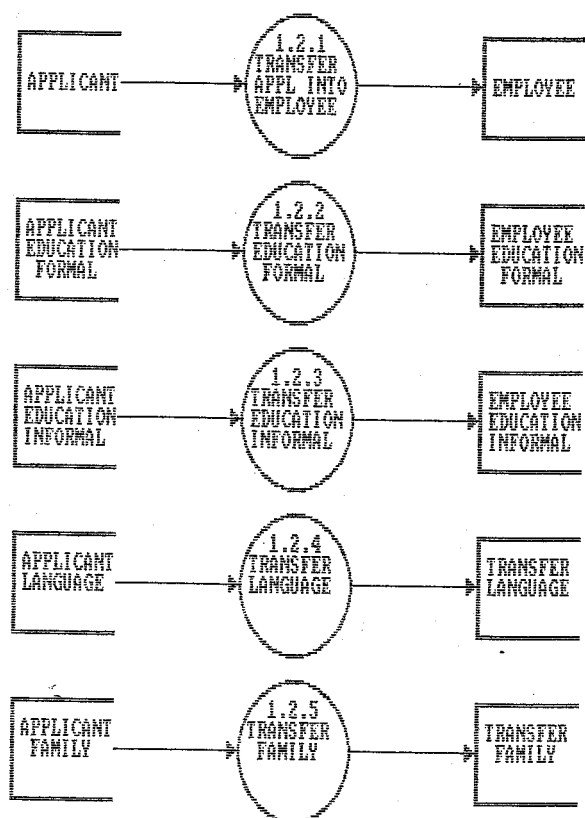 APPLICANT
1.2.1
TRANSFER
APPL INTO
EMPLOYEE
EMPLOYEE
APPLICANT
EDUCATION
FORMAL
1.2.2
TRANSFER
EDUCATION
FORMAL
EMPLOYEE
EDUCATION
FORMAL
APPLICANT
EDUCATION
INFORMAL
1.2.3
TRANSFER
EDUCATION
INFORMAL
EMPLOYEE
EDUCATION
INFORMAL
APPLICANT
LANGUAGE
1.2.4
TRANSFER
LANGUAGE
TRANSFER
LANGUAGE
APPLICANT
FAMILY
1.2.5
TRANSFER
FAMILY
TRANSFER
FAMILY